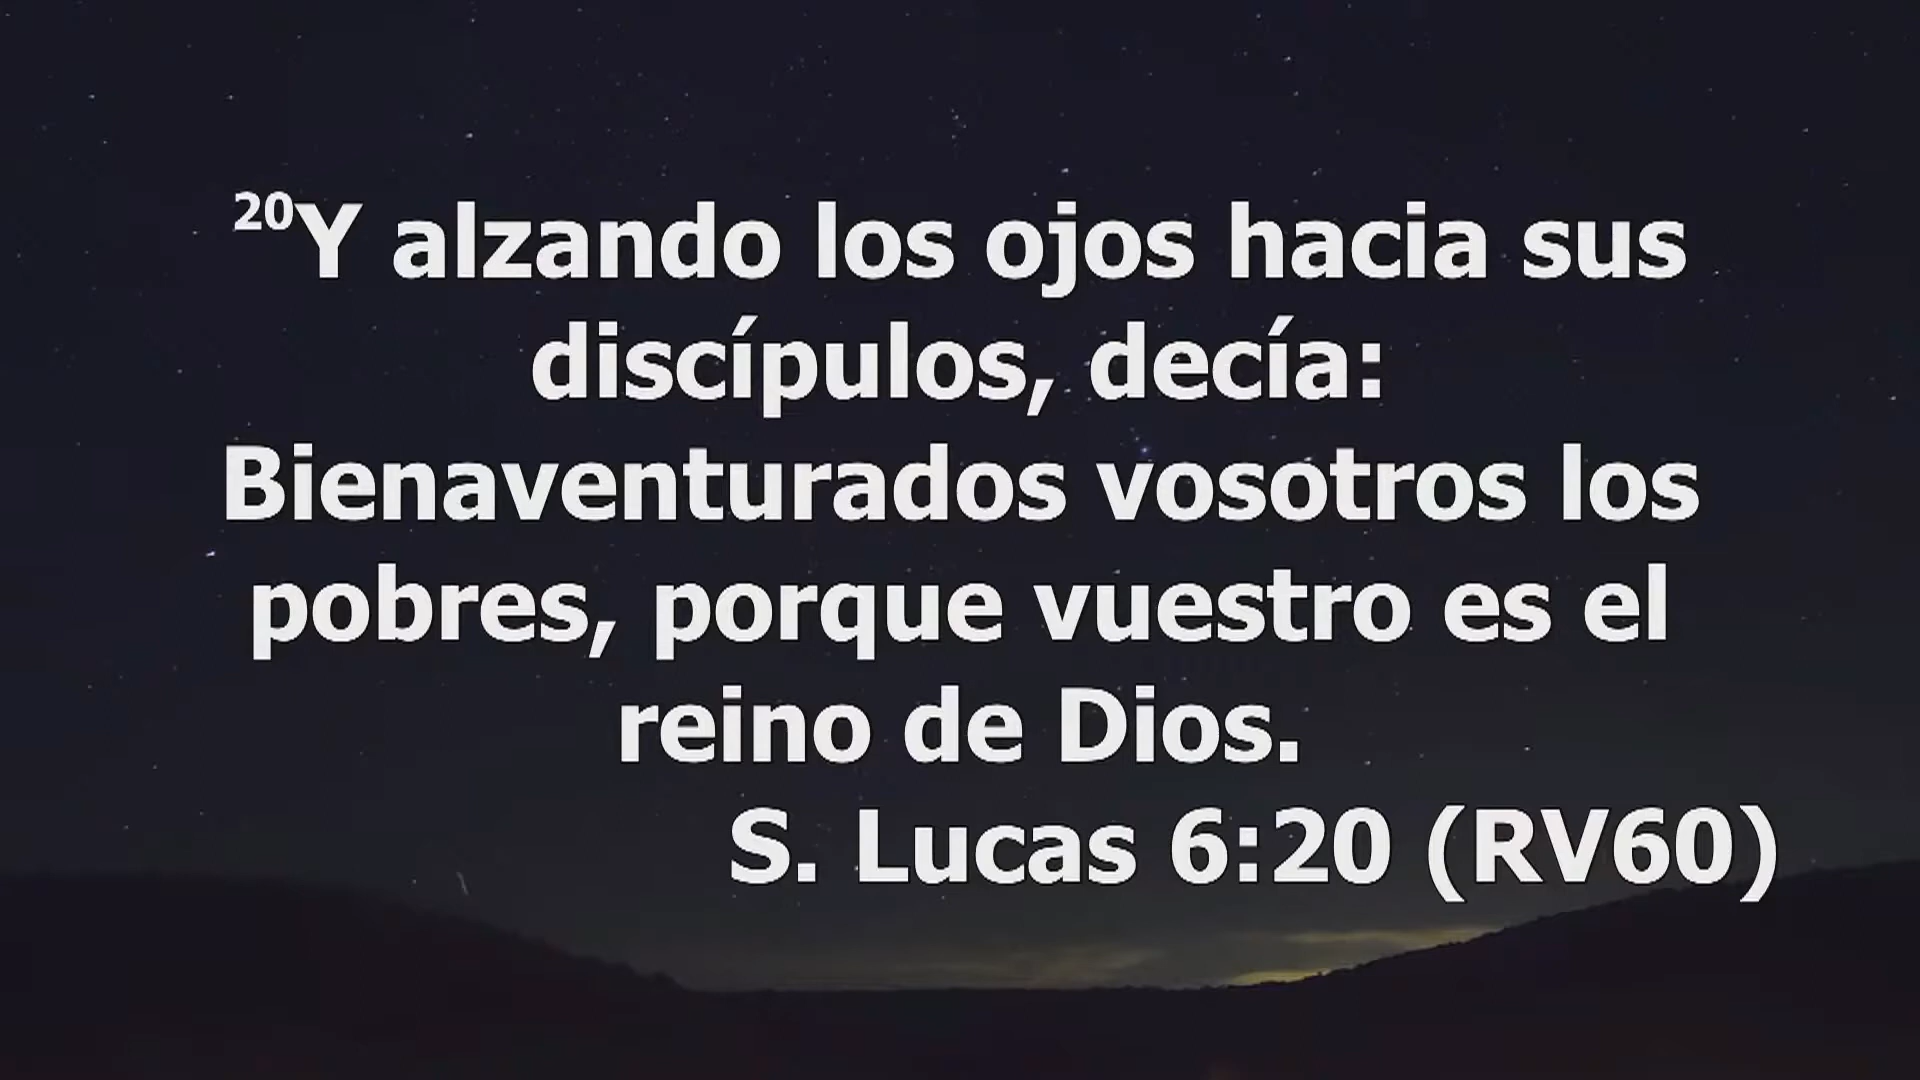 20Y alzando los ojos hacia sus
discípulos, decía:
Bienaventurados vosotros los
pobres, porque vuestro es el
reino de Dios.
S. Lucas 6:20 (RV60)